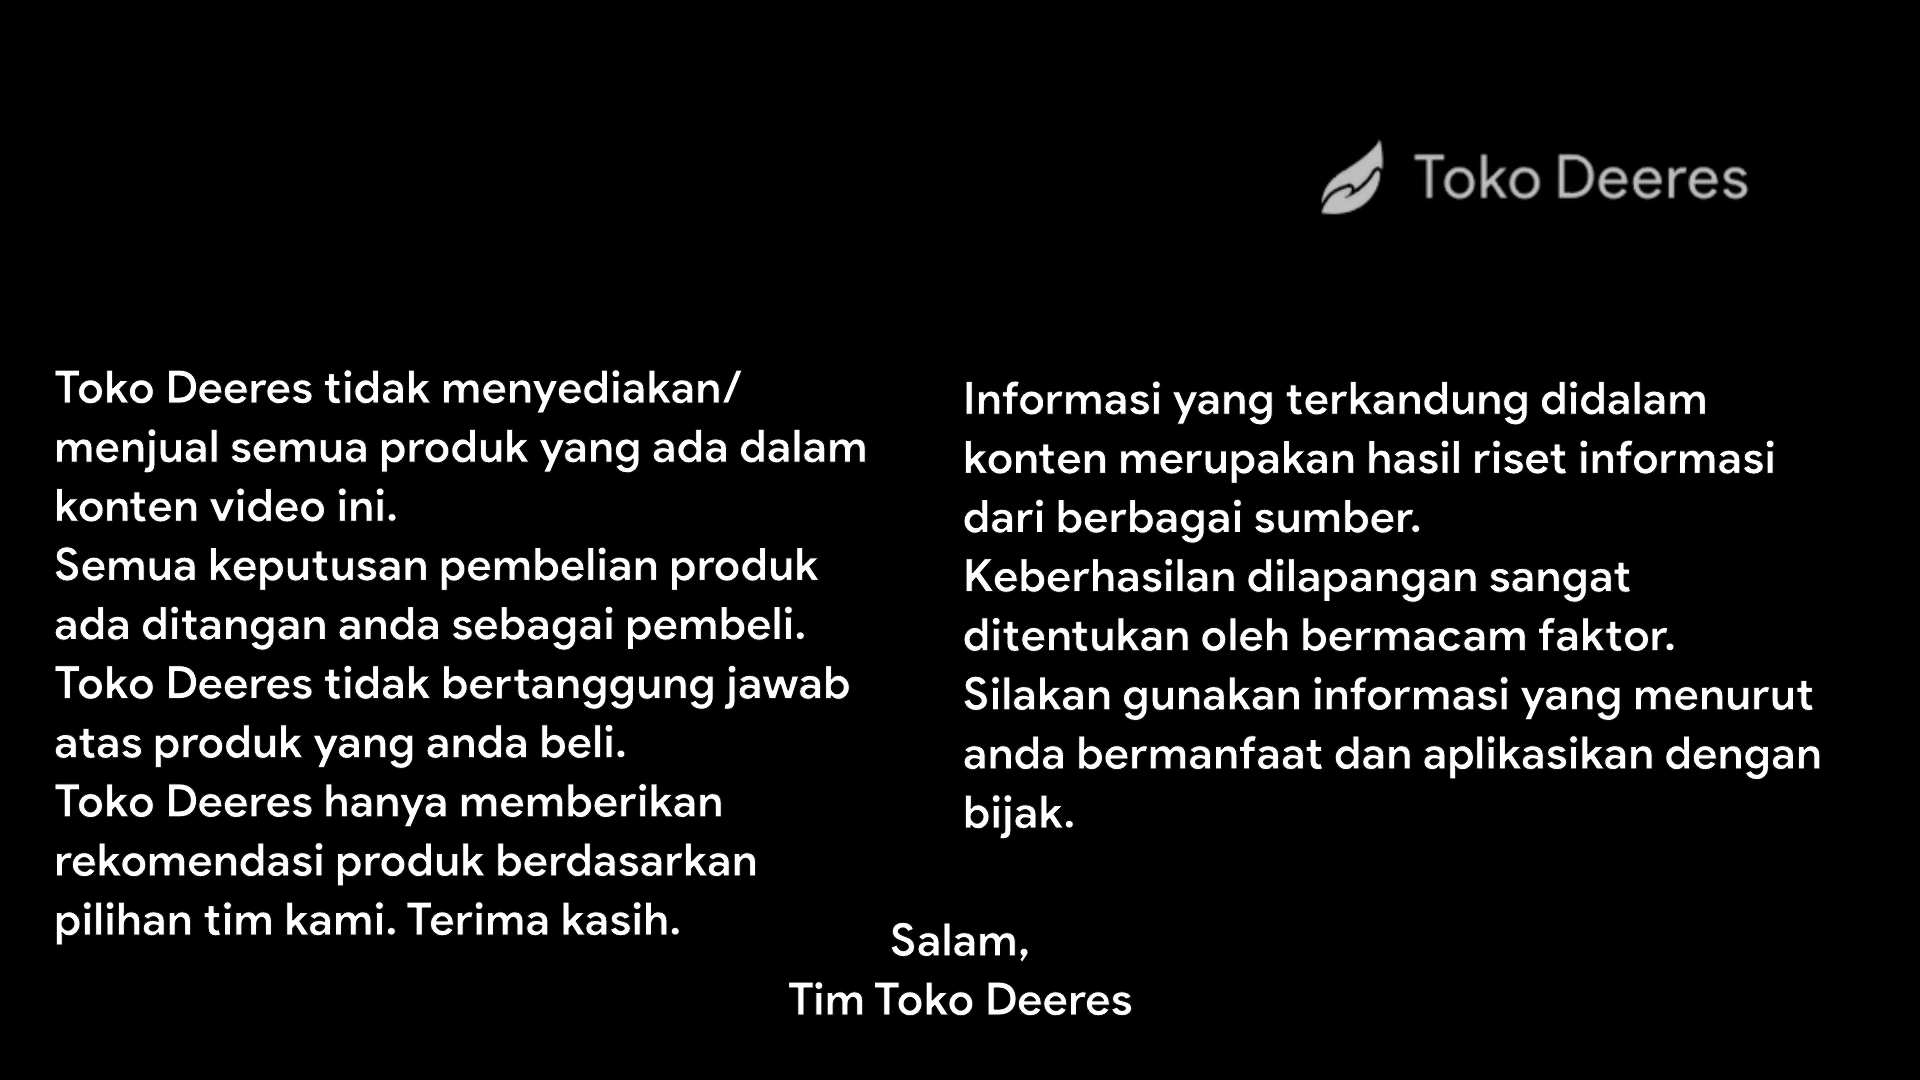 Toko Deeres
Toko Deeres tidak menyediakan/
menjual semua produk yang ada dalam
konten video ini.
Semua keputusan pembelian produk
ada ditangan anda sebagai pembeli.
Toko Deeres tidak bertanggung jawab
atas produk yang anda beli.
Toko Deeres hanya memberikan
rekomendasi produk berdasarkan
pilihan tim kami. Terima kasih.
Informasi yang terkandung didalam
konten merupakan hasil riset informasi
dari berbagai sumber.
Keberhasilan dilapangan sangat
ditentukan oleh bermacam faktor.
Silakan gunakan informasi yang menurut
anda bermanfaat dan aplikasikan dengan
bijak.
Salam,
Tim Toko Deeres